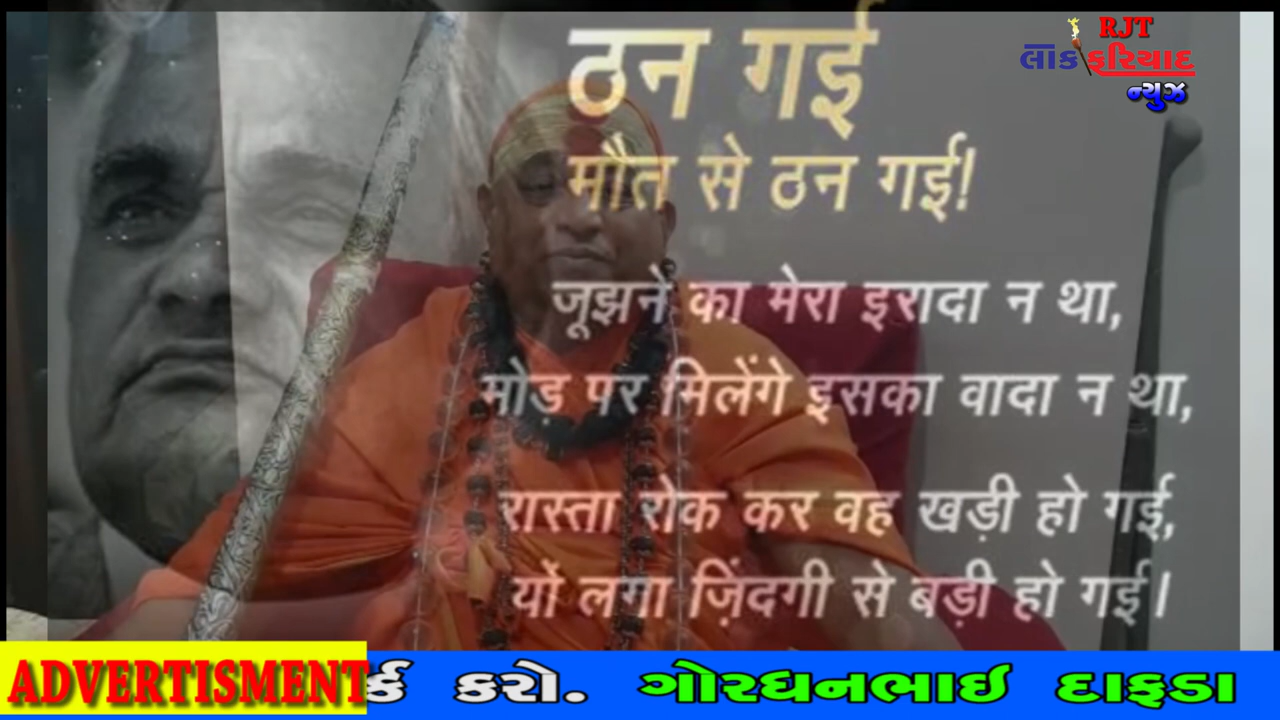 ठन गई
मौत से ठन गई!
जूझने का मेरा इरादा न था,
मोड़ पर मिलेंगे इसका वादा न था,
रास्ता रोक कर वह खड़ी हो गई,
यों लगा ज़िंदगी से बड़ी हो गई।
RJT
લોક ફરિયાદ
ન્યુઝ
ADVERTISMENT ર્ક કરો. ગોરધનભાઇ દાફડા